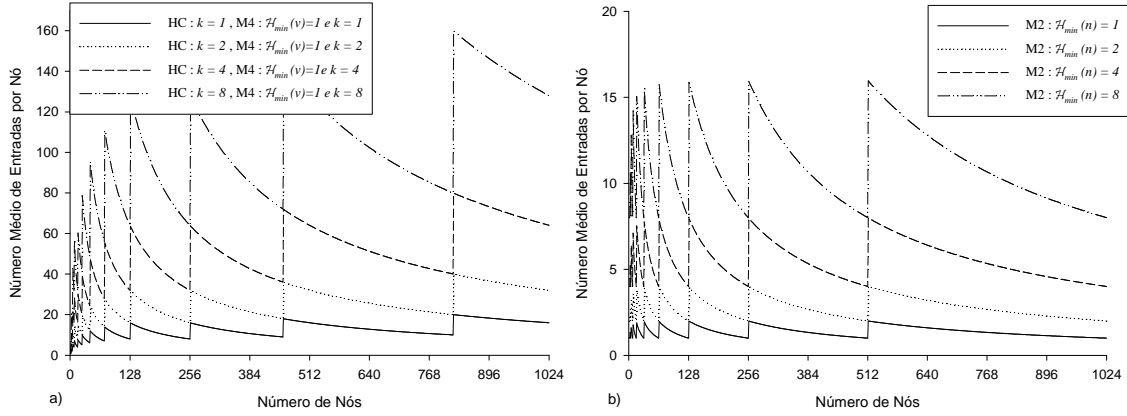 HC : k = 1 , M4 : ℋmin(v)=1 e k = 1
HC : k = 2 , M4 : ℋmin(v)=1 e k = 2
HC : k = 4 , M4 : ℋmin(v)=1e k = 4
HC : k = 8 , M4 : ℋmin(v)=1 e k = 8
Número Médio de Entradas por Nó
160
140
120
100
80
60
40
20
0
0 128 256 384 512 640 768 896 1024
Número de Nós
a)
M2 : ℋmin (n) = 1
M2 : ℋmin (n) = 2
M2 : ℋmin (n) = 4
M2 : ℋmin (n) = 8
Número Médio de Entradas por Nó
20
15
10
5
0
0 128 256 384 512 640 768 896 1024
Número de Nós
b)